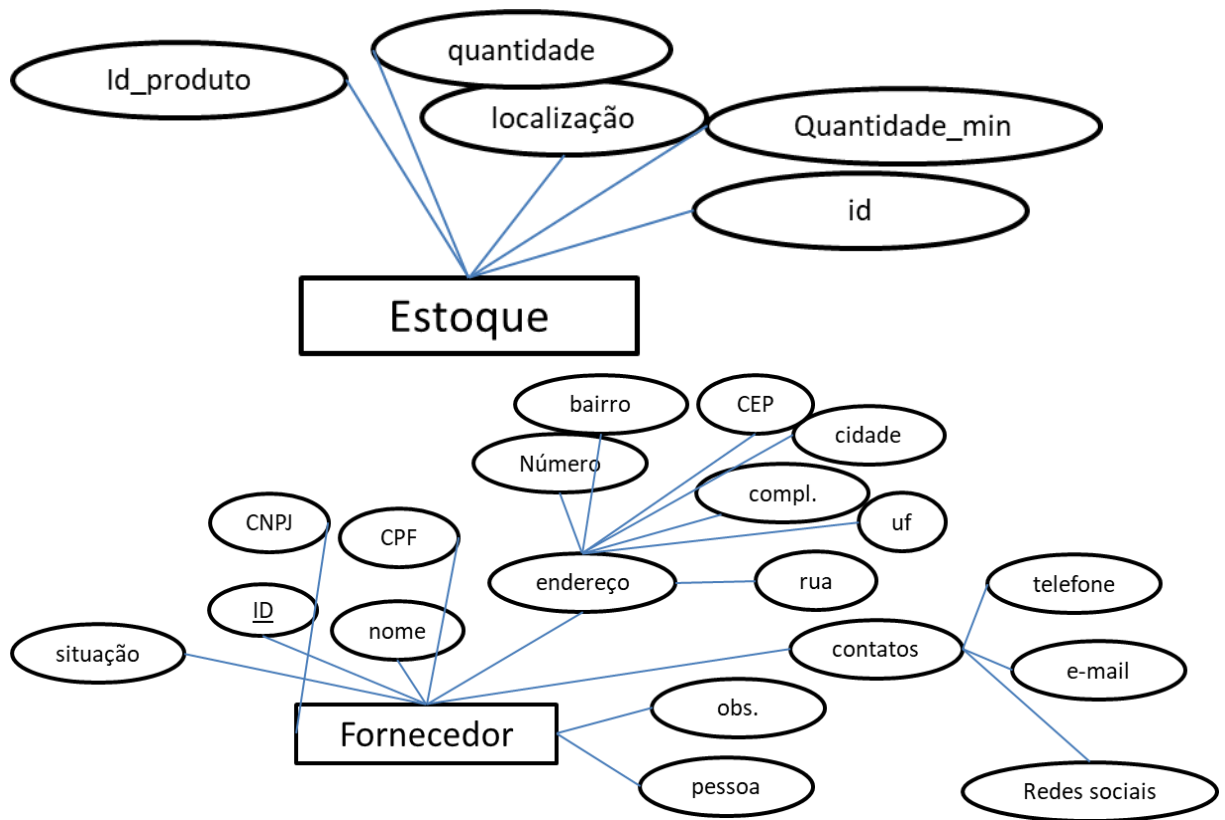 quantidade
Id_produto
localização
Quantidade_min
id
Estoque
bairro
CEP
cidade
Número
compl.
CNPJ
CPF
uf
endereço
rua
telefone
ID
nome
situação
contatos
e-mail
obs.
Fornecedor
pessoa
Redes sociais